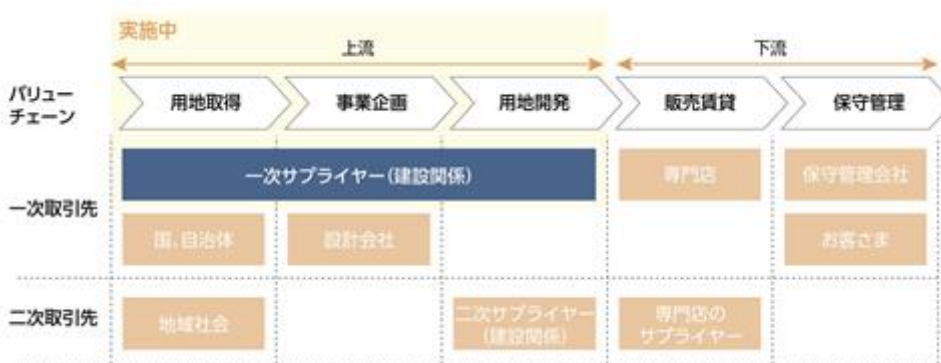 実施中
上流
下流
バリュー
チェーン
用地取得
事業企画
用地開発
販売賃貸
保守管理
一次取引先
一次サプライヤー(建設関係)
専門店
保守管理会社
国、自治体
設計会社
お客さま
二次取引先
地域社会
二次サプライヤー
(建設関係)
専門店の
サプライヤー